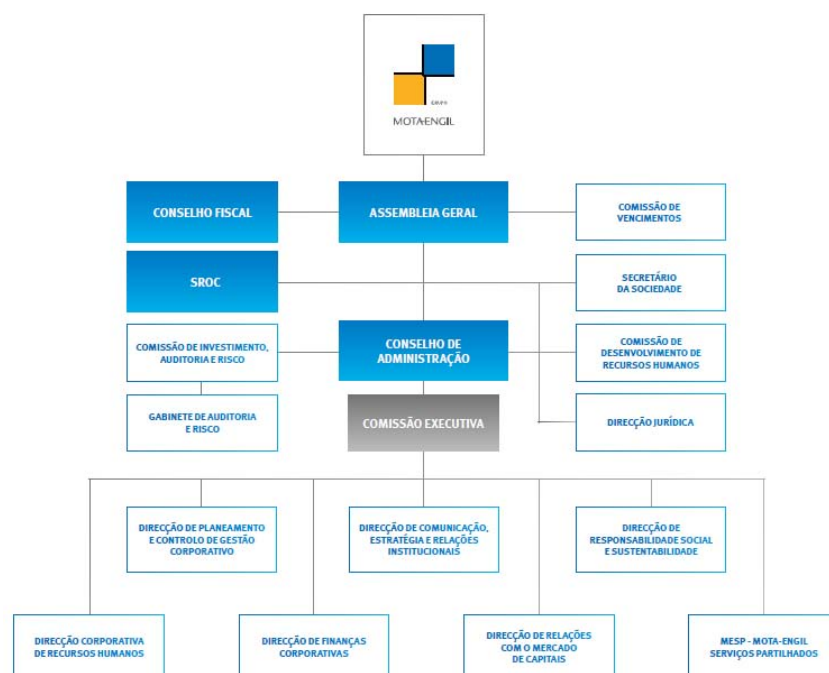 GRUPO
MOTA-ENGIL
CONSELHO FISCAL
ASSEMBLEIA GERAL
COMISSÃO DE
VENCIMENTOS
SROC
SECRETÁRIO
DA SOCIEDADE
COMISSÃO DE INVESTIMENTO,
AUDITORIA E RISCO
CONSELHO DE
ADMINISTRAÇÃO
COMISSÃO DE
DESENVOLVIMENTO DE
RECURSOS HUMANOS
GABINETE DE AUDITORIA
E RISCO
COMISSÃO EXECUTIVA
DIRECÇÃO JURÍDICA
DIRECÇÃO DE PLANEAMENTO
E CONTROLO DE GESTÃO
CORPORATIVO
DIRECÇÃO DE COMUNICAÇÃO,
ESTRATÉGIA E RELAÇÕES
INSTITUCIONAIS
DIRECÇÃO DE
RESPONSABILIDADE SOCIAL
E SUSTENTABILIDADE
DIRECÇÃO CORPORATIVA
DE RECURSOS HUMANOS
DIRECÇÃO DE FINANÇAS
CORPORATIVAS
DIRECÇÃO DE RELAÇÕES
COM O MERCADO
DE CAPITAIS
MESP - MOTA-ENGIL
SERVIÇOS PARTILHADOS